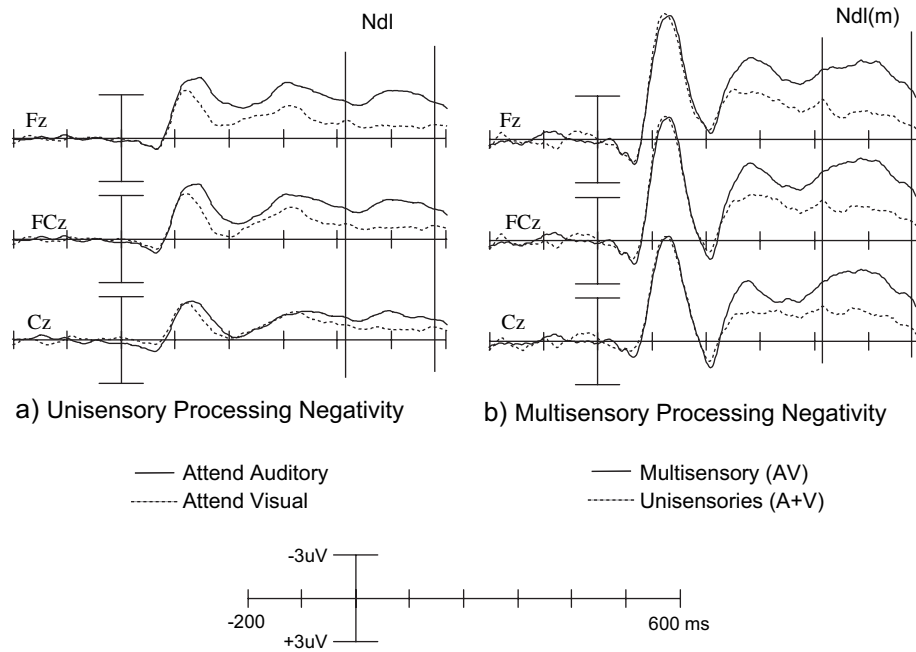 Ndl
Fz
FCz
Cz
a) Unisensory Processing Negativity
Attend Auditory
Attend Visual
Ndl(m)
Fz
FCz
Cz
b) Multisensory Processing Negativity
Multisensory (AV)
Unisensories (A+V)
-3uV
-200
600 ms
+3uV